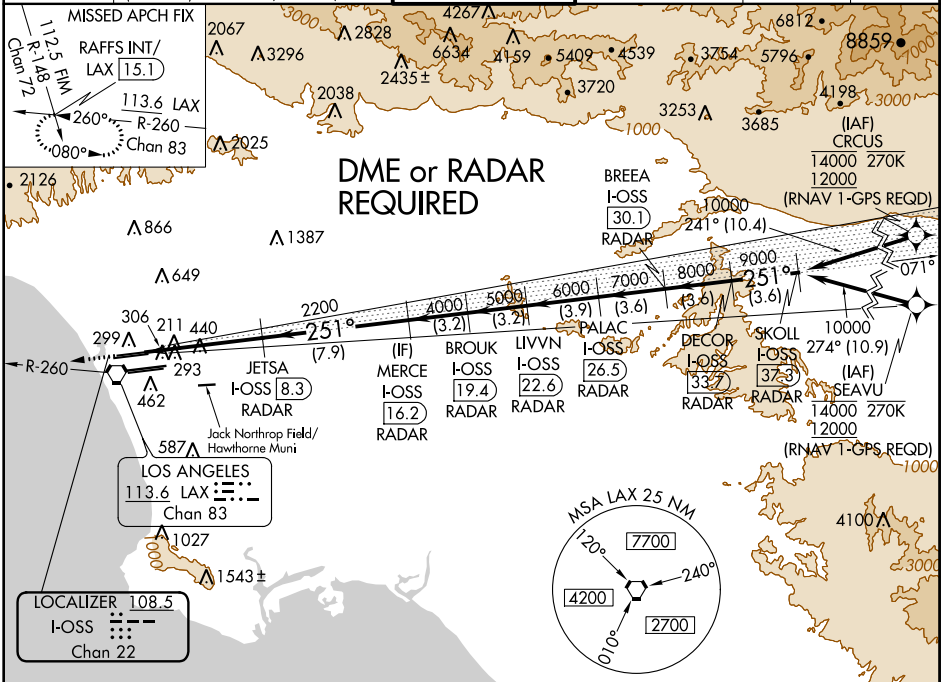 MISSED APCH FIX
112.5 FIM
R-148
Chan 72
RAFFS INT/
LAX 15.1
113.6 LAX
260°
R-260
Chan 83
080°
2067
3296
2828
2435±
4267
6634
4159
5409
4539
3720
3754
6812
5796
8859
4198
3000
3253
3685
1000
2038
2025
2126
3000
DME or RADAR
REQUIRED
(IAF)
CRCUS
14000 270K
12000
(RNAV 1-GPS REQD)
BREEA
I-OSS
30.1
RADAR
10000
241° (10.4)
071°
866
1387
649
306
299
211
440
293
462
587
R-260
2200
251°
(7.9)
4000
(3.2)
5000
(3.2)
6000
(3.9)
7000
(3.6)
8000
(3.6)
9000
251°
(3.6)
10000
274° (10.9)
JETSA
I-OSS 8.3
RADAR
(IF)
MERCE
I-OSS
16.2
RADAR
BROUK
I-OSS
19.4
RADAR
LIVVN
I-OSS
22.6
RADAR
PALAC
I-OSS
26.5
RADAR
DECOR
I-OSS
33.7
RADAR
SKOLL
I-OSS
37.3
RADAR
(IAF)
SEAVU
14000 270K
12000
(RNAV 1-GPS REQD)
1000
Jack Northrop Field/
Hawthorne Muni
LOS ANGELES
113.6 LAX
Chan 83
1027
1000
1543±
LOCALIZER 108.5
I-OSS
Chan 22
MSA LAX 25 NM
120°
7700
240°
4200
2700
010°
4100